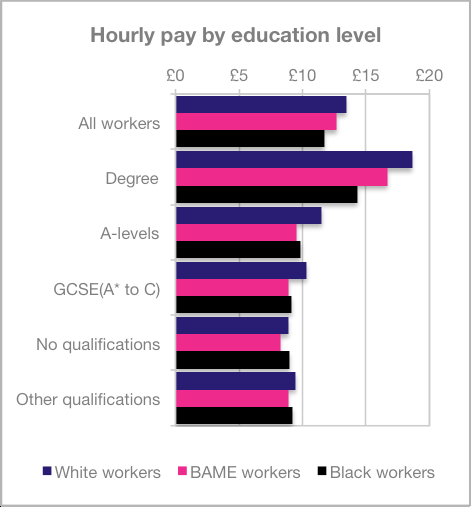 Hourly pay by education level
£0 £5 £10 £15 £20
All workers
Degree
A-levels
GCSE(A* to C)
No qualifications
Other qualifications
White workers BAME workers Black workers